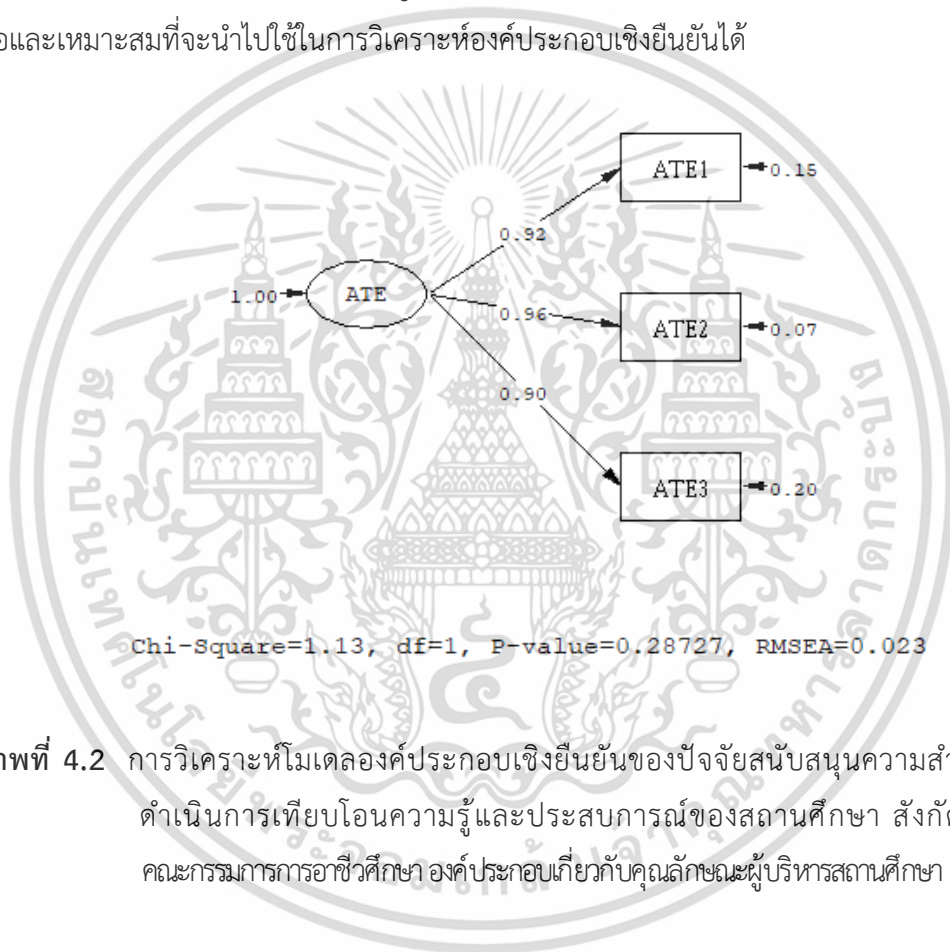 และเหมาะสมที่จะนำไปใช้ในการวิเคราะห์องค์ประกอบเชิงยืนยันได้
ATE1
0.15
0.92
1.00
ATE
0.96
ATE2
0.07
0.90
ATE3
0.20
Chi-Square=1.13, df=1, P-value=0.28727, RMSEA=0.023
พที่ 4.2 การวิเคราะห์โมเดลองค์ประกอบเชิงยืนยันของปัจจัยสนับสนุนความสำ
ดำเนินการเทียบโอนความรู้และประสบการณ์ของสถานศึกษา สังกั
คณะกรรมการการอาชีวศึกษา องค์ประกอบเกี่ยวกับคุณลักษณะผู้บริหารสถานศึกษา